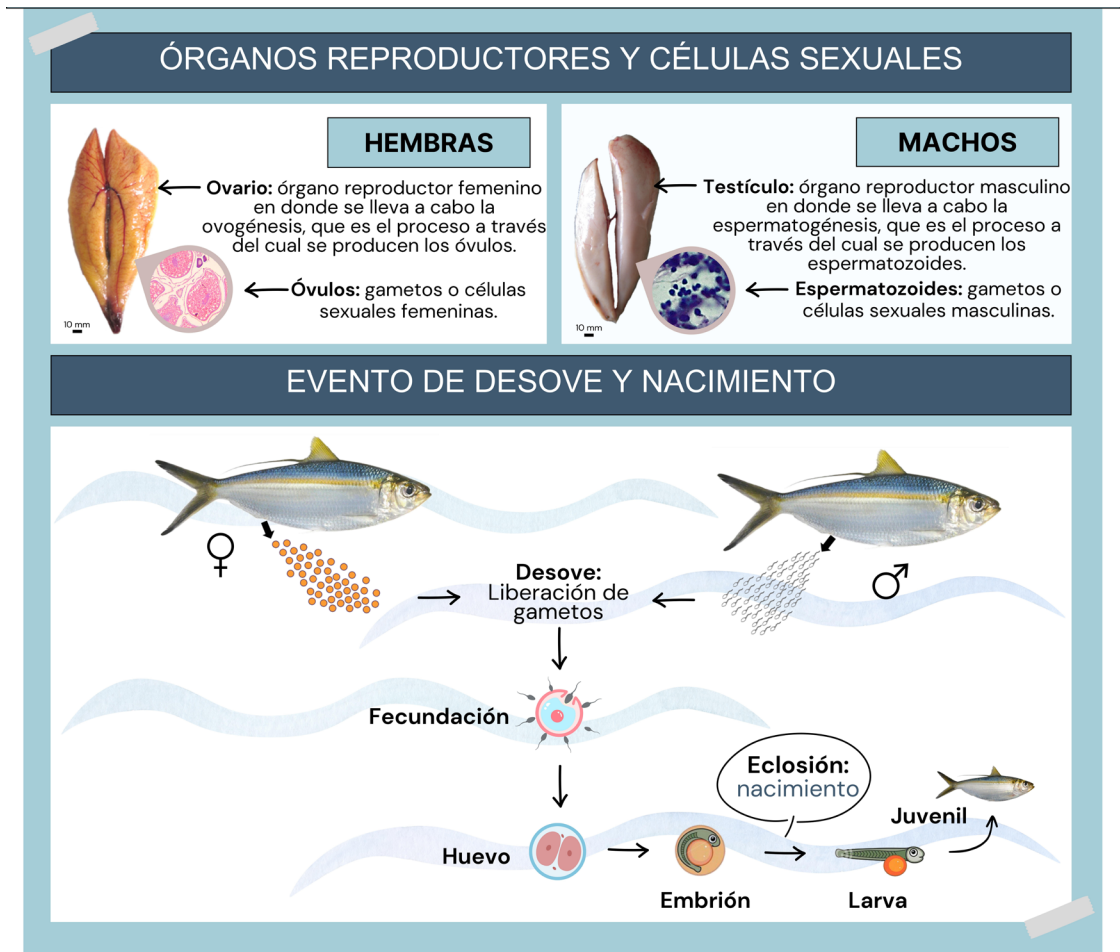 ÓRGANOS REPRODUCTORES Y CÉLULAS SEXUALES
HEMBRAS
Ovario: órgano reproductor femenino
en donde se lleva a cabo la
ovogénesis, que es el proceso a través
del cual se producen los óvulos.
Óvulos: gametos o células
sexuales femeninas.
10 mm
MACHOS
Testículo: órgano reproductor masculino
en donde se lleva a cabo la
espermatogénesis, que es el proceso a
través del cual se producen los
espermatozoides.
Espermatozoides: gametos o
células sexuales masculinas.
10 mm
EVENTO DE DESOVE Y NACIMIENTO
♀
♂
Desove:
Liberación de
gametos
Fecundación
Huevo
Embrión
Eclosión:
nacimiento
Larva
Juvenil